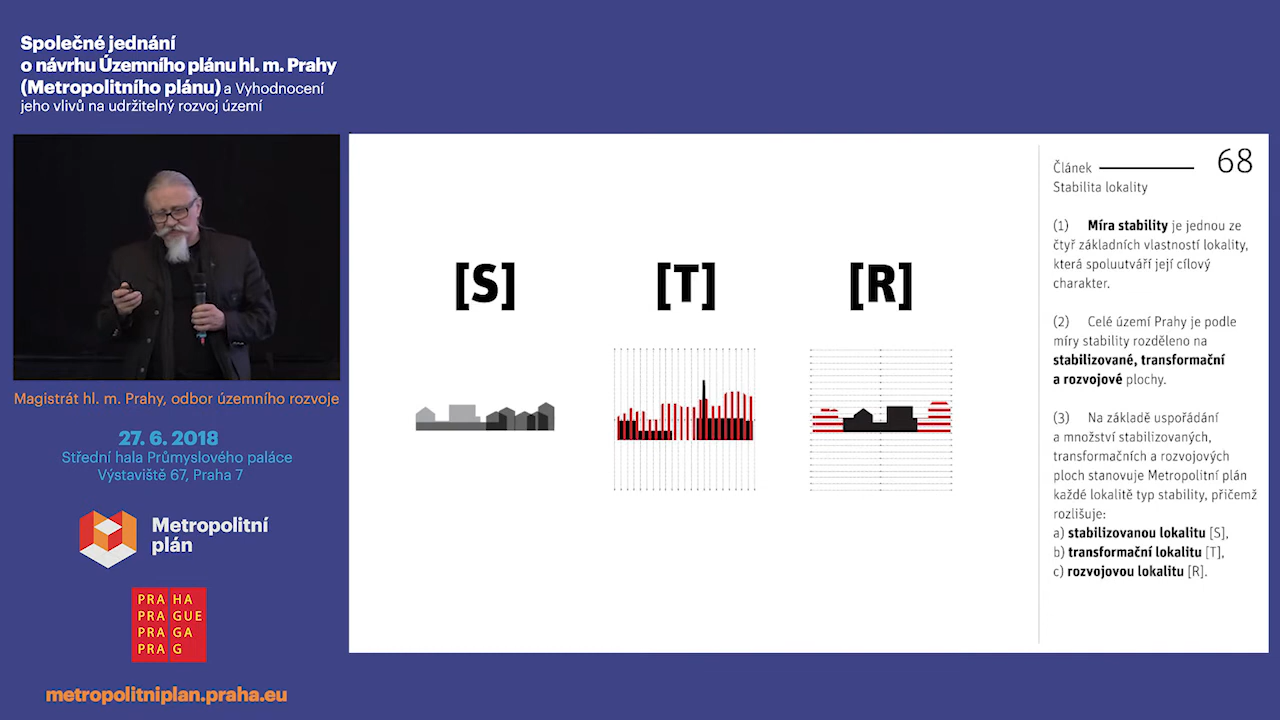 Společné jednání
o návrhu Územního plánu hl. m. Prahy
(Metropolitního plánu) a Vyhodnocení
jeho vlivů na udržitelný rozvoj území
Magistrát hl. m. Prahy, odbor územního rozvoje
27. 6. 2018
Střední hala Průmyslového paláce
Výstaviště 67, Praha 7
Metropolitní
plán
PRA HA
PRA GUE
PRA GA
PRA G
metropolitniplan.praha.eu
[S] [T] [R]
Článek 68
Stabilita lokality
(1) Míra stability je jednou ze
čtyř základních vlastností lokality,
která spoluutváří její cílový
charakter.
(2) Celé území Prahy je podle
míry stability rozděleno na
stabilizované, transformační
a rozvojové plochy.
(3) Na základě uspořádání
a množství stabilizovaných,
transformačních a rozvojových
ploch stanovuje Metropolitní plán
každé lokalitě typ stability, přičemž
rozlišuje:
a) stabilizovanou lokalitu [S],
b) transformační lokalitu [T],
c) rozvojovou lokalitu [R].